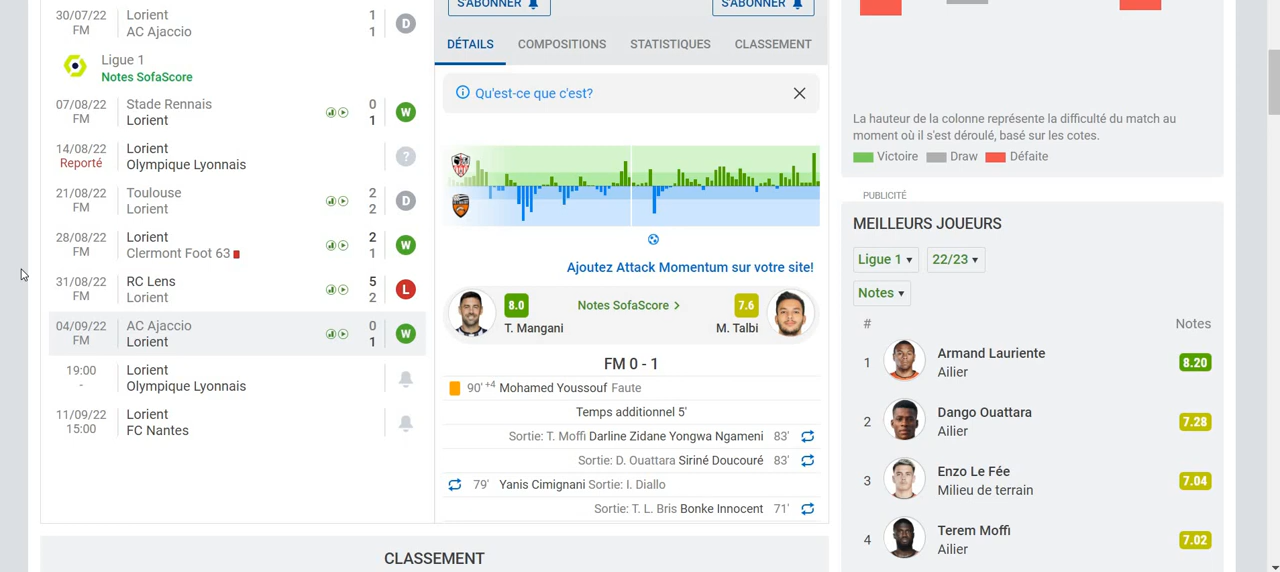 30/07/22 Lorient 1
FM AC Ajaccio 1 D
Ligue 1
Notes SofaScore
07/08/22 Stade Rennais 0
FM Lorient 1 W
14/08/22 Lorient
Reporté Olympique Lyonnais ?
21/08/22 Toulouse 2
FM Lorient 2 D
28/08/22 Lorient 2
FM Clermont Foot 63 1 W
31/08/22 RC Lens 5
FM Lorient 2 L
04/09/22 AC Ajaccio 0
FM Lorient 1 W
19:00 Lorient
- Olympique Lyonnais
11/09/22 Lorient
15:00 FC Nantes
S'ABONNER S'ABONNER
DÉTAILS COMPOSITIONS STATISTIQUES CLASSEMENT
Qu'est-ce que c'est?
Ajoutez Attack Momentum sur votre site!
8.0 Notes SofaScore > 7.6
T. Mangani M. Talbi
FM 0 - 1
90' +4 Mohamed Youssouf Faute
Temps additionnel 5'
Sortie: T. Moffi Darline Zidane Yongwa Ngameni 83'
Sortie: D. Ouattara Siriné Doucouré 83'
79' Yanis Cimignani Sortie: I. Diallo
Sortie: T. L. Bris Bonke Innocent 71'
CLASSEMENT
La hauteur de la colonne représente la difficulté du match au
moment où il s'est déroulé, basé sur les cotes.
Victoire Draw Défaite
PUBLICITÉ
MEILLEURS JOUEURS
Ligue 1 22/23
Notes
# Notes
1 Armand Lauriente 8.20
Ailier
2 Dango Ouattara 7.28
Ailier
3 Enzo Le Fée 7.04
Milieu de terrain
4 Terem Moffi 7.02
Ailier